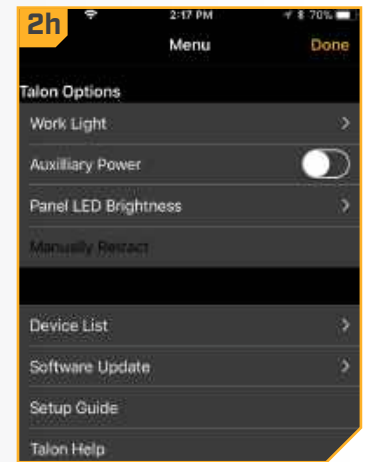 2h
2:17 PM 70%
Menu Done
Talon Options
Work Light
Auxilliary Power
Panel LED Brightness
Manually Retract
Device List
Software Update
Setup Guide
Talon Help